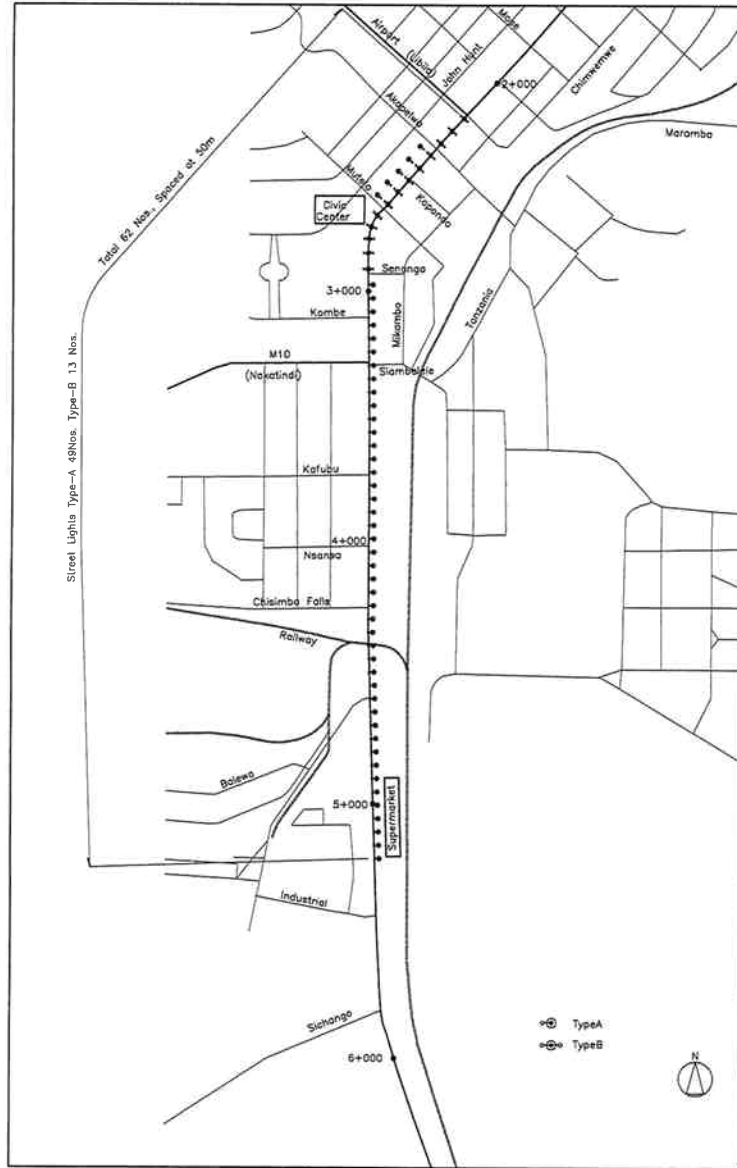 Mose
Airport
(Libila)
John Hunt
2+000
Chimwemwe
Akapelwa
Maramba
Total 62 Nos., Spaced at 50m
Mutelo
Kapondo
Civic
Center
Senanga
3+000
Kombe
Mikambo
Tanzania
M10
(Nakatindi)
Siambelele
Street Lights Type-A 49Nos. Type-B 13 Nos.
Kafubu
4+000
Nsansa
Chisimba Falls
Railway
Balewa
5+000
Supermarket
Industrial
Sichango
TypeA
TypeB
6+000
N